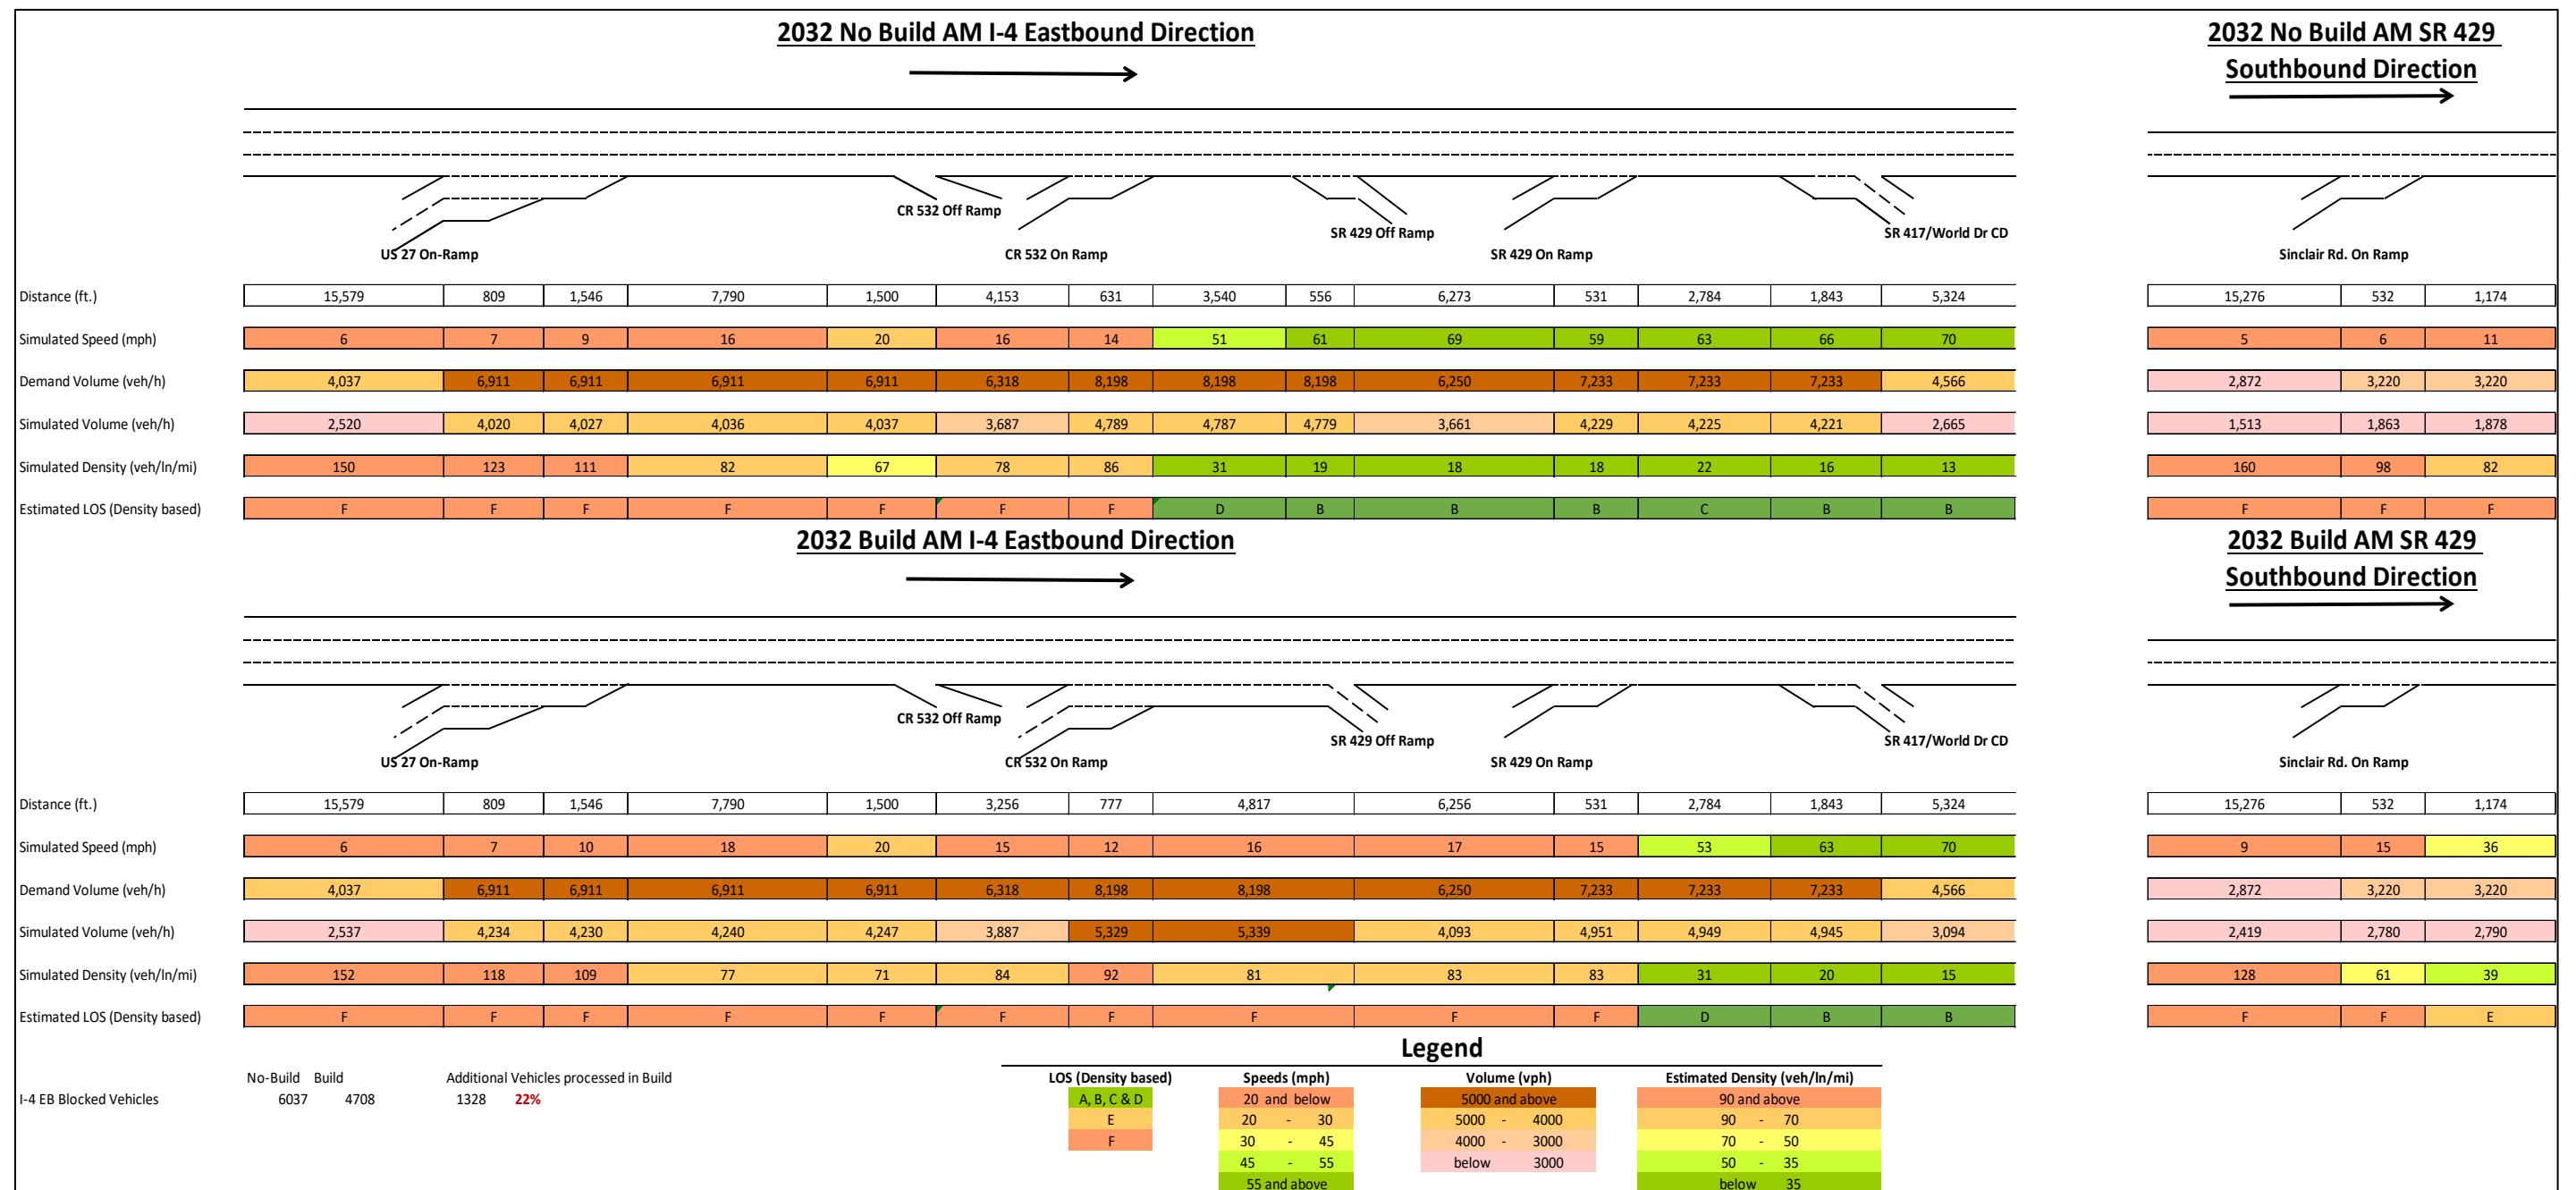 2032 No Build AM I-4 Eastbound Direction
2032 No Build AM SR 429
Southbound Direction
CR 532 Off Ramp
SR 429 Off Ramp
SR 417/World Dr CD
US 27 On-Ramp
CR 532 On Ramp
SR 429 On Ramp
Sinclair Rd. On Ramp
Distance (ft.) 15,579 809 1,546 7,790 1,500 4,153 631 3,540 556 6,273 531 2,784 1,843 5,324 15,276 532 1,174
Simulated Speed (mph) 6 7 9 16 20 16 14 51 61 69 59 63 66 70 5 6 11
Demand Volume (veh/h) 4,037 6,911 6,911 6,911 6,911 6,318 8,198 8,198 8,198 6,250 7,233 7,233 7,233 4,566 2,872 3,220 3,220
Simulated Volume (veh/h) 2,520 4,020 4,027 4,036 4,037 3,687 4,789 4,787 4,779 3,661 4,229 4,225 4,221 2,665 1,513 1,863 1,878
Simulated Density (veh/ln/mi) 150 123 111 82 67 78 86 31 19 18 18 22 16 13 160 98 82
Estimated LOS (Density based) F F F F F F F D B B B C B B F F F
2032 Build AM I-4 Eastbound Direction
2032 Build AM SR 429
Southbound Direction
CR 532 Off Ramp
SR 429 Off Ramp
SR 417/World Dr CD
US 27 On-Ramp
CR 532 On Ramp
SR 429 On Ramp
Sinclair Rd. On Ramp
Distance (ft.) 15,579 809 1,546 7,790 1,500 3,256 777 4,817 6,256 531 2,784 1,843 5,324 15,276 532 1,174
Simulated Speed (mph) 6 7 10 18 20 15 12 16 17 15 53 63 70 9 15 36
Demand Volume (veh/h) 4,037 6,911 6,911 6,911 6,911 6,318 8,198 8,198 6,250 7,233 7,233 7,233 4,566 2,872 3,220 3,220
Simulated Volume (veh/h) 2,537 4,234 4,230 4,240 4,247 3,887 5,329 5,339 4,093 4,951 4,949 4,945 3,094 2,419 2,780 2,790
Simulated Density (veh/ln/mi) 152 118 109 77 71 84 92 81 83 83 31 20 15 128 61 39
Estimated LOS (Density based) F F F F F F F F F F D B B F F E
Legend
No-Build Build Additional Vehicles processed in Build
I-4 EB Blocked Vehicles 6037 4708 1328 22%
LOS (Density based) Speeds (mph) Volume (vph) Estimated Density (veh/ln/mi)
A, B, C & D 20 and below 5000 and above 90 and above
E 20 - 30 5000 - 4000 90 - 70
F 30 - 45 4000 - 3000 70 - 50
45 - 55 below 3000 50 - 35
55 and above below 35